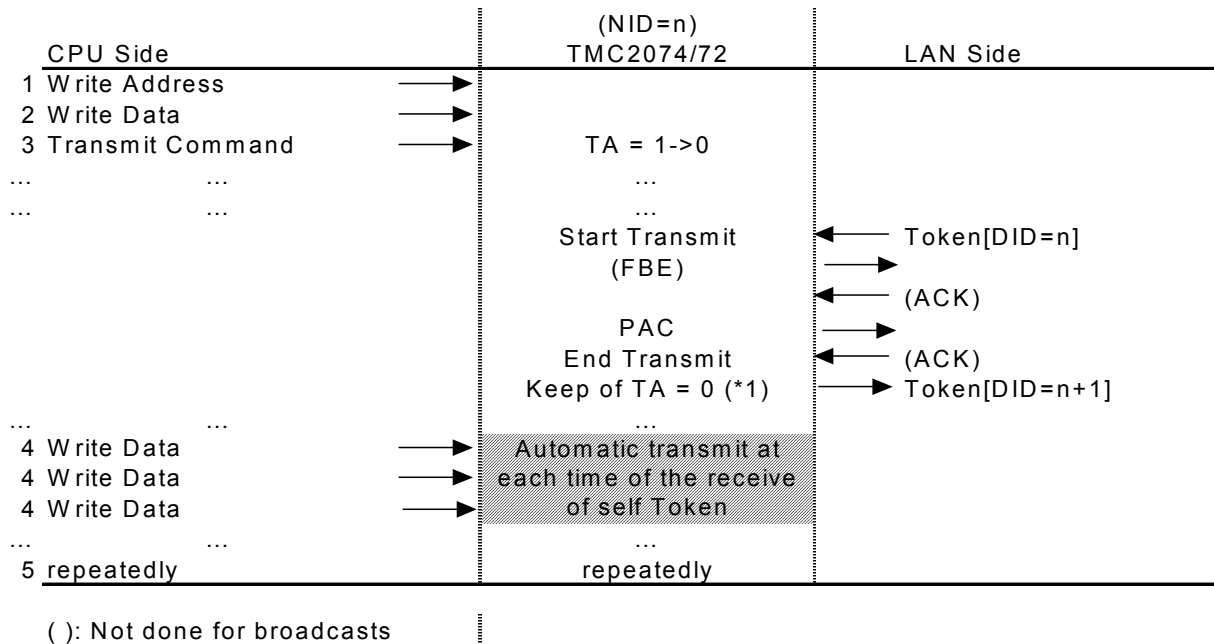 (NID=n)
CPU Side TMC2074/72 LAN Side
1 Write Address
2 Write Data
3 Transmit Command TA = 1->0
... ... ...
... ... ...
Start Transmit Token[DID=n]
(FBE)
(ACK)
PAC
End Transmit (ACK)
Keep of TA = 0 (*1) Token[DID=n+1]
... ... ...
4 Write Data Automatic transmit at
4 Write Data each time of the receive
4 Write Data of self Token
... ... ...
5 repeatedly repeatedly
( ): Not done for broadcasts